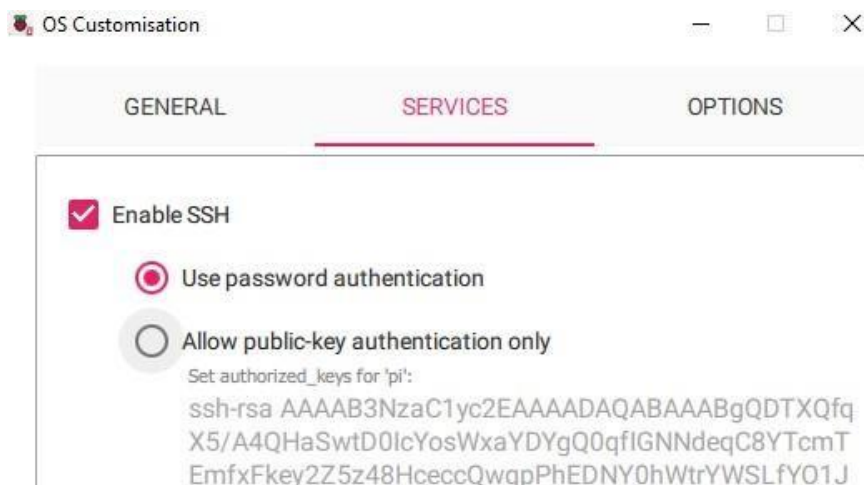 OS Customisation
GENERAL SERVICES OPTIONS
Enable SSH
Use password authentication
Allow public-key authentication only
Set authorized_keys for 'pi':
ssh-rsa AAAAB3NzaC1yc2EAAAADAQABAAABgQDTXQfq
X5/A4QHaSwtD0IcYosWxaYDYgQ0qfIGNNdeqC8YTcmT
EmfxFkey2Z5z48HceccQwgpPhEDNY0hWtrYWSLfYO1J